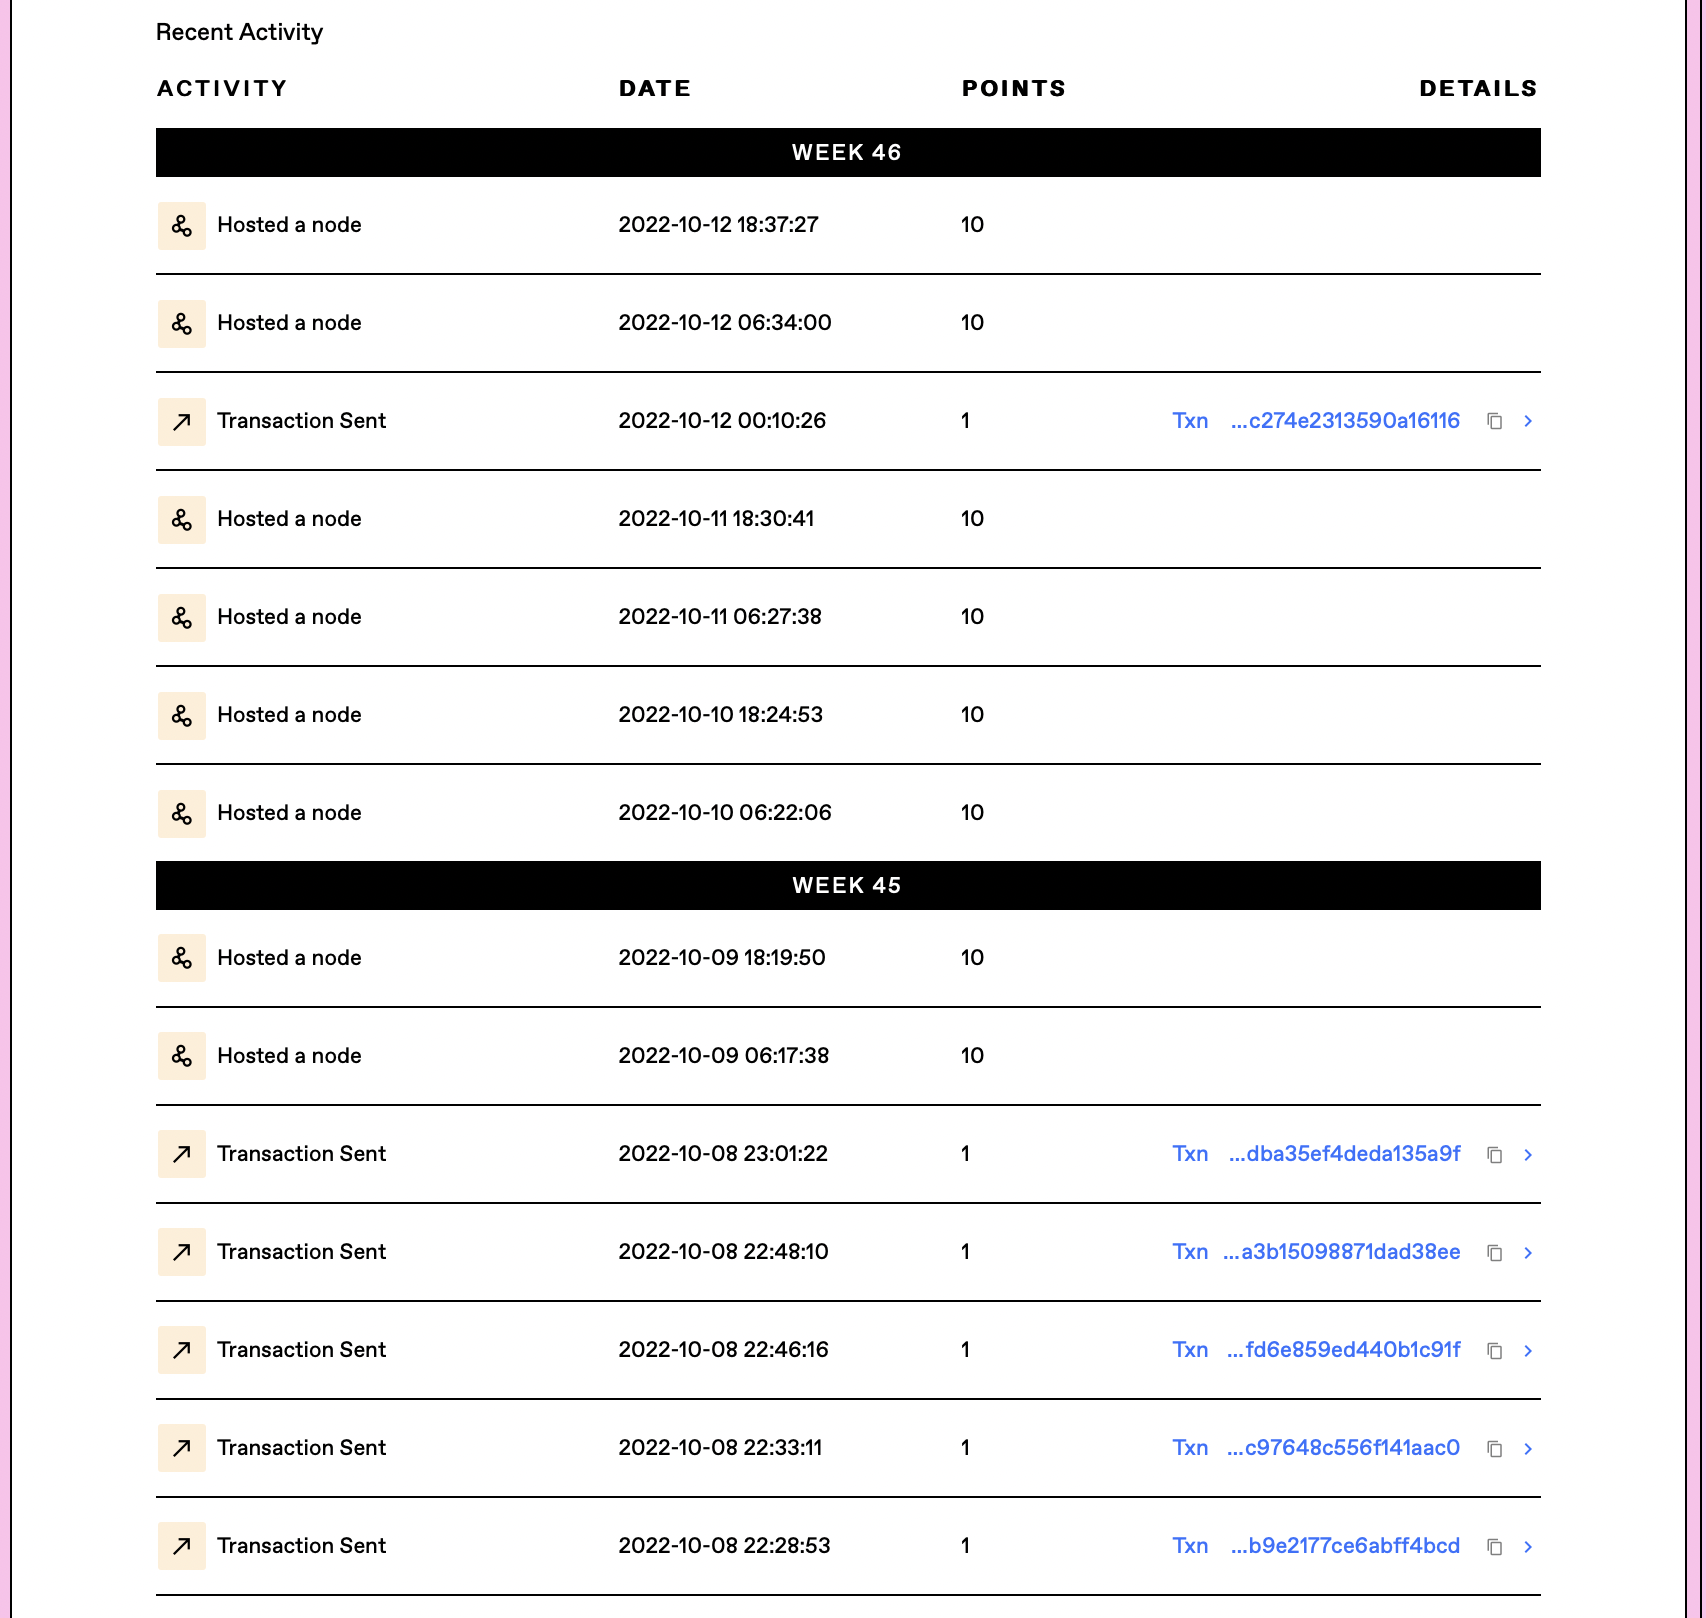 Recent Activity
ACTIVITY DATE POINTS DETAILS
WEEK 46
Hosted a node 2022-10-12 18:37:27 10
Hosted a node 2022-10-12 06:34:00 10
Transaction Sent 2022-10-12 00:10:26 1 Txn ...c274e2313590a16116
Hosted a node 2022-10-11 18:30:41 10
Hosted a node 2022-10-11 06:27:38 10
Hosted a node 2022-10-10 18:24:53 10
Hosted a node 2022-10-10 06:22:06 10
WEEK 45
Hosted a node 2022-10-09 18:19:50 10
Hosted a node 2022-10-09 06:17:38 10
Transaction Sent 2022-10-08 23:01:22 1 Txn ...dba35ef4deda135a9f
Transaction Sent 2022-10-08 22:48:10 1 Txn ...a3b15098871dad38ee
Transaction Sent 2022-10-08 22:46:16 1 Txn ...fd6e859ed440b1c91f
Transaction Sent 2022-10-08 22:33:11 1 Txn ...c97648c556f141aac0
Transaction Sent 2022-10-08 22:28:53 1 Txn ...b9e2177ce6abff4bcd